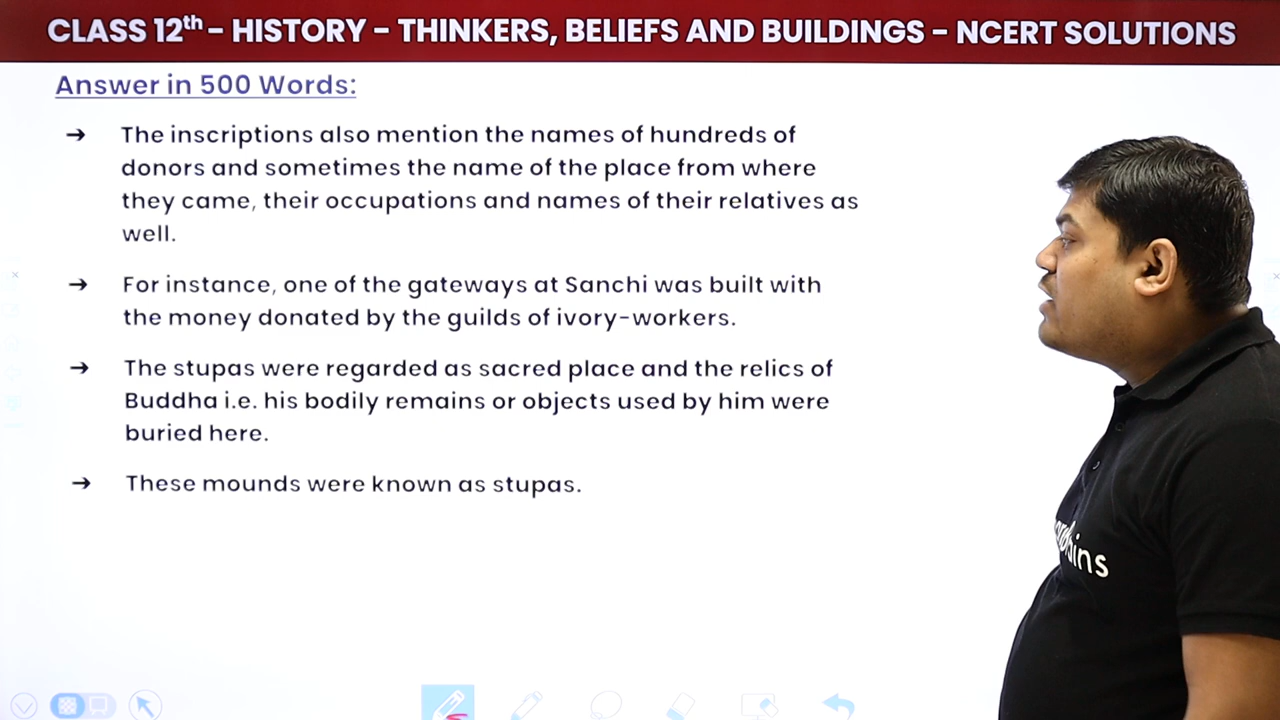 CLASS 12th - HISTORY - THINKERS, BELIEFS AND BUILDINGS - NCERT SOLUTIONS
Answer in 500 Words:
→ The inscriptions also mention the names of hundreds of
donors and sometimes the name of the place from where
they came, their occupations and names of their relatives as
well.
→ For instance, one of the gateways at Sanchi was built with
the money donated by the guilds of ivory-workers.
→ The stupas were regarded as sacred place and the relics of
Buddha i.e. his bodily remains or objects used by him were
buried here.
→ These mounds were known as stupas.